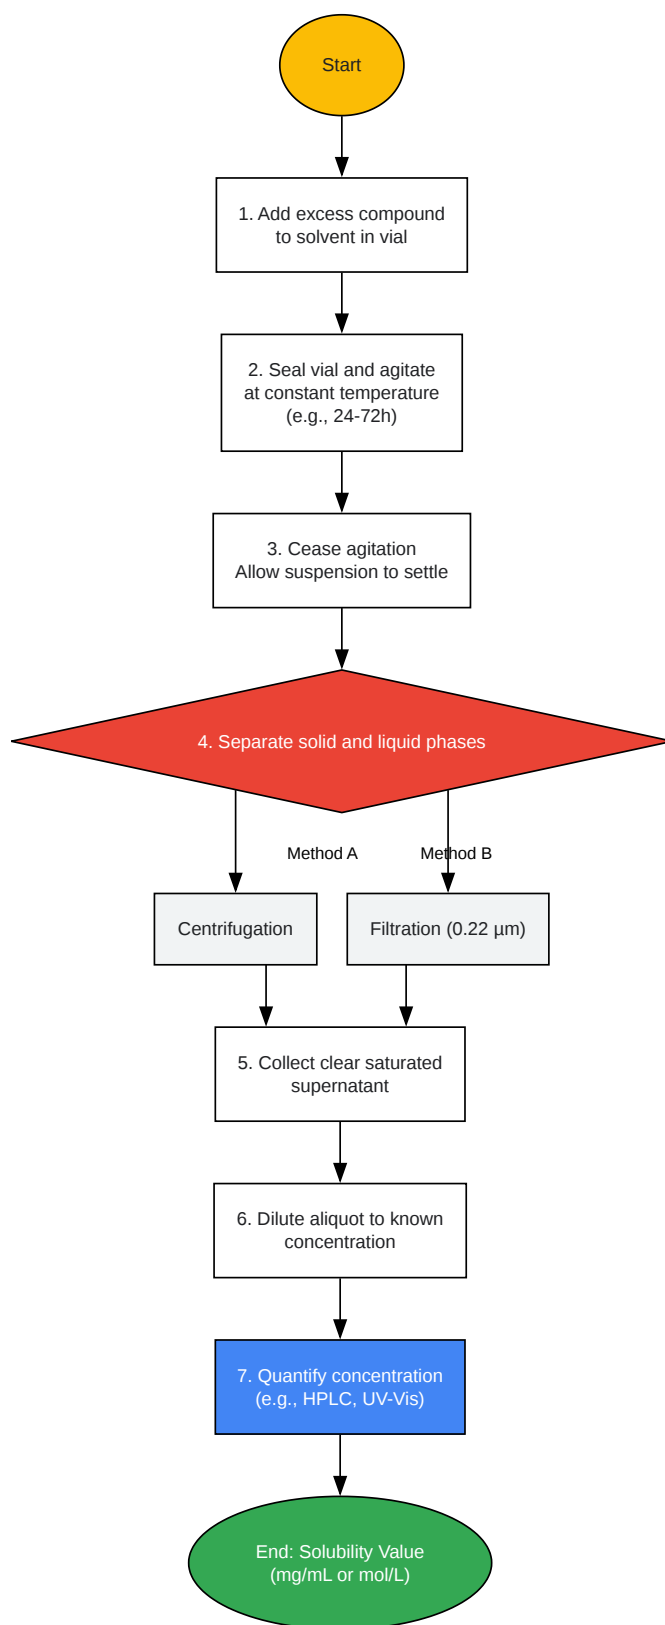 Start
1. Add excess compound
to solvent in vial
2. Seal vial and agitate
at constant temperature
(e.g., 24-72h)
3. Cease agitation
Allow suspension to settle
4. Separate solid and liquid phases
Method A
Method B
Centrifugation
Filtration (0.22 µm)
5. Collect clear saturated
supernatant
6. Dilute aliquot to known
concentration
7. Quantify concentration
(e.g., HPLC, UV-Vis)
End: Solubility Value
(mg/mL or mol/L)